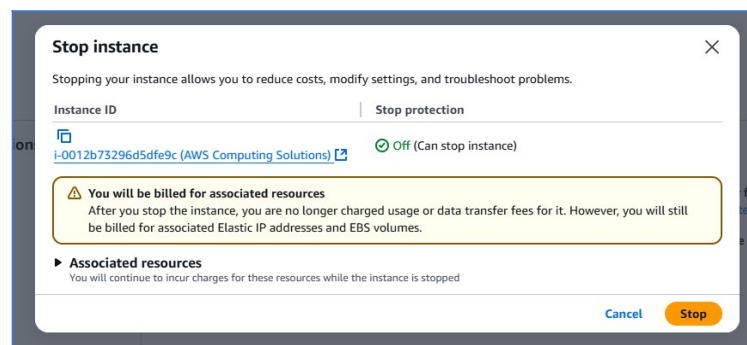 Stop instance
Stopping your instance allows you to reduce costs, modify settings, and troubleshoot problems.
Instance ID
Stop protection
i-0012b73296d5dfe9c (AWS Computing Solutions)
Off (Can stop instance)
You will be billed for associated resources
After you stop the instance, you are no longer charged usage or data transfer fees for it. However, you will still
be billed for associated Elastic IP addresses and EBS volumes.
Associated resources
You will continue to incur charges for these resources while the instance is stopped
Cancel
Stop